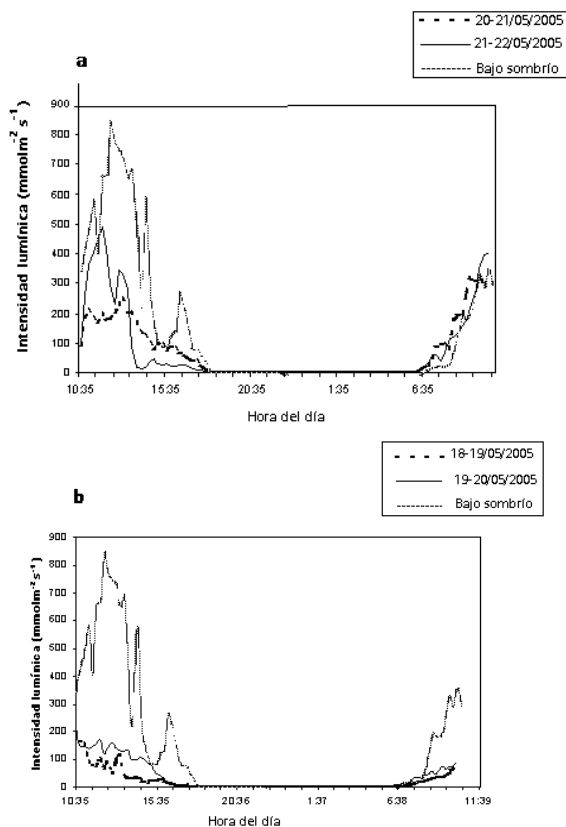 20-21/05/2005
21-22/05/2005
Bajo sombrío
a
Intensidad lumínica (mmolm⁻² s⁻¹)
900
800
700
600
500
400
300
200
100
0
10:35 15:35 20:35 1:35 6:35
Hora del día
18-19/05/2005
19-20/05/2005
Bajo sombrío
b
Intensidad lumínica (mmolm⁻² s⁻¹)
900
800
700
600
500
400
300
200
100
0
10:35 15:35 20:36 1:37 6:38 11:39
Hora del día